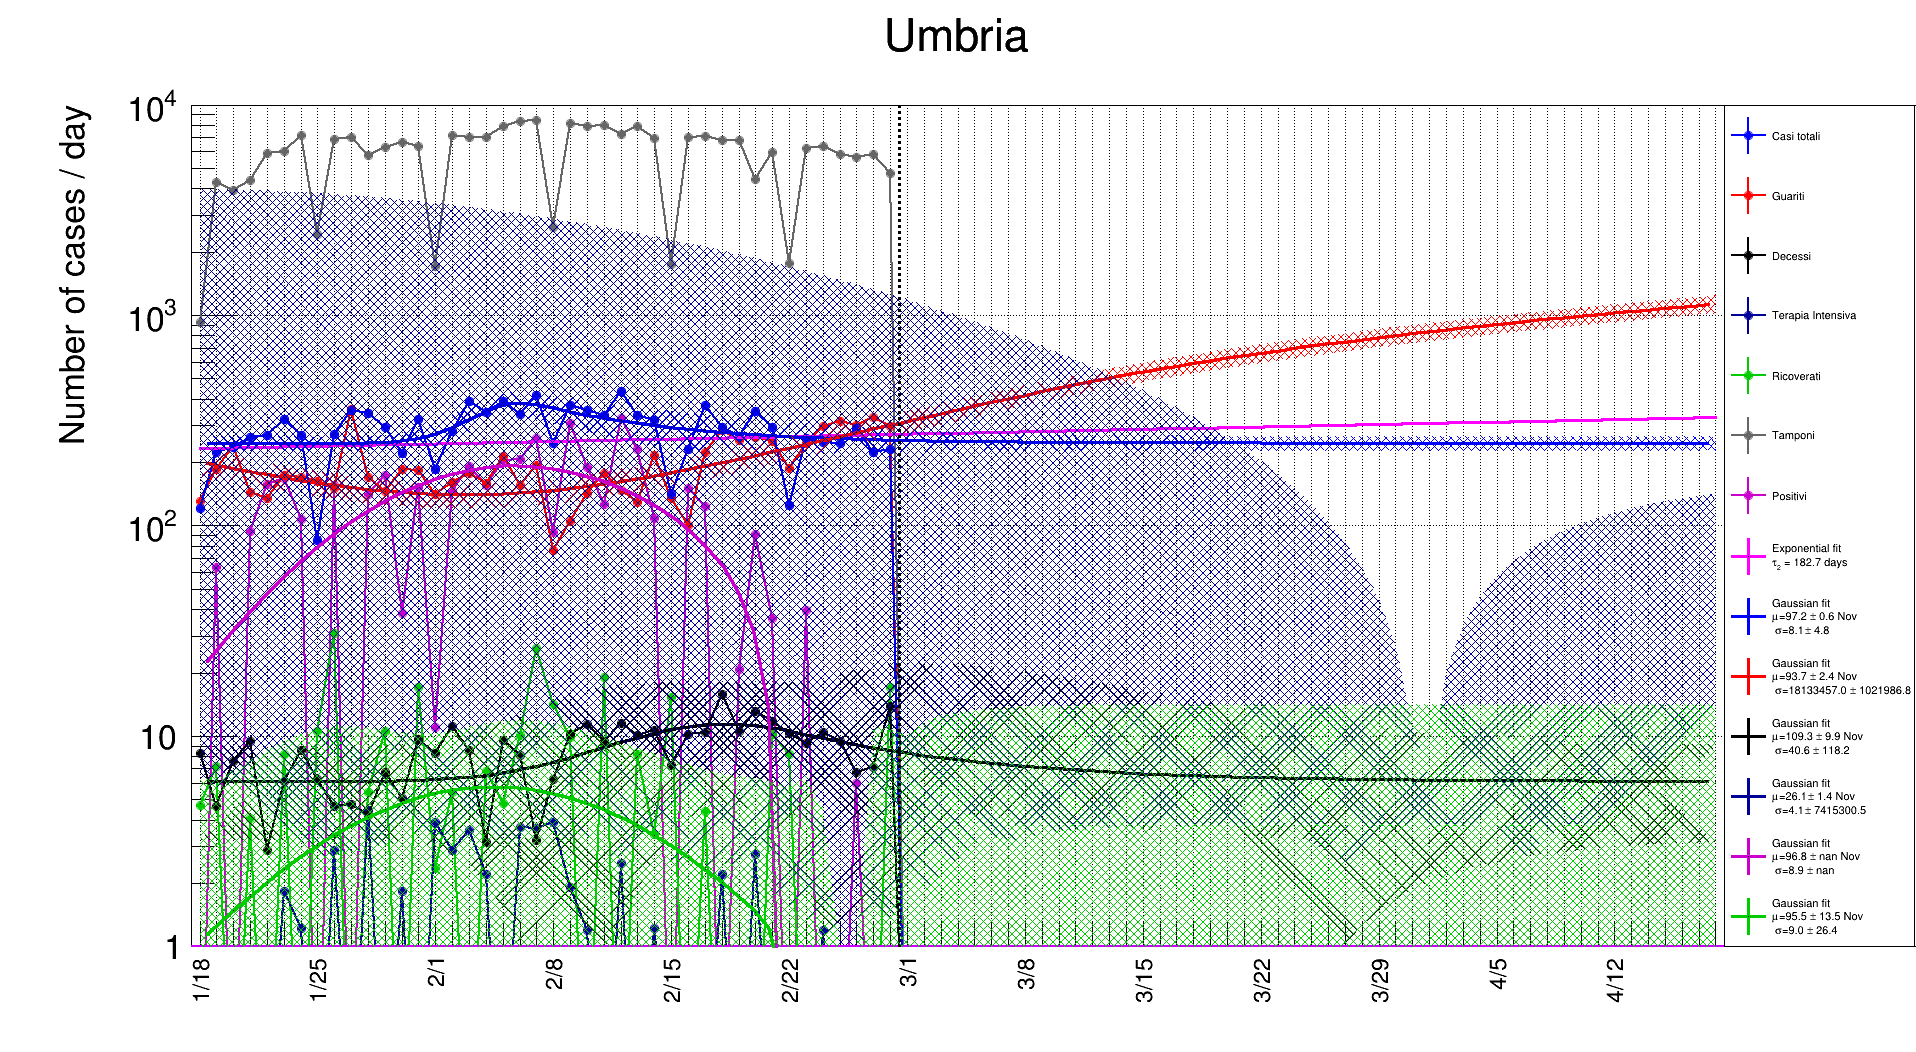 Umbria
Number of cases / day
10^4
10^3
10^2
10
1
1/18
1/25
2/1
2/8
2/15
2/22
3/1
3/8
3/15
3/22
3/29
4/5
4/12
Casi totali
Guariti
Decessi
Terapia Intensiva
Ricoverati
Tamponi
Positivi
Exponential fit
τ₂ = 182.7 days
Gaussian fit
μ=97.2 ± 0.6 Nov
σ=8.1 ± 4.8
Gaussian fit
μ=93.7 ± 2.4 Nov
σ=18133457.0 ± 1021986.8
Gaussian fit
μ=109.3 ± 9.9 Nov
σ=40.6 ± 118.2
Gaussian fit
μ=26.1 ± 1.4 Nov
σ=4.1 ± 7415300.5
Gaussian fit
μ=96.8 ± nan Nov
σ=8.9 ± nan
Gaussian fit
μ=95.5 ± 13.5 Nov
σ=9.0 ± 26.4